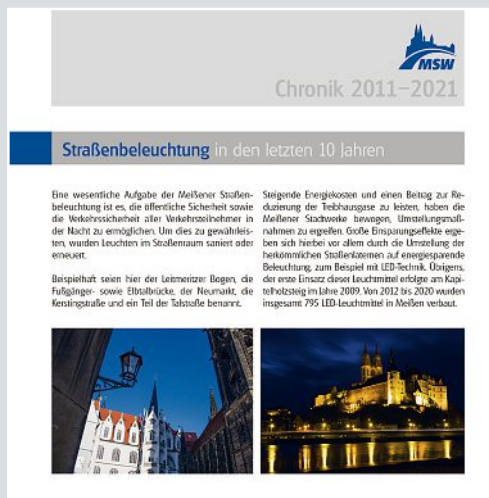 MSW
Chronik 2011–2021
Straßenbeleuchtung in den letzten 10 Jahren
Eine wesentliche Aufgabe der Meißener Straßen-
beleuchtung ist es, die öffentliche Sicherheit sowie
die Verkehrssicherheit aller Verkehrsteilnehmer in
der Nacht zu ermöglichen. Um dies zu gewährleis-
ten, wurden Leuchten im Straßenraum saniert oder
erneuert.
Beispielhaft seien hier der Leitmeritzer Bogen, die
Fußgänger- sowie Elbtalbrücke, der Neumarkt, die
Kerstingstraße und ein Teil der Talstraße benannt.
Steigende Energiekosten und einen Beitrag zur Re-
duzierung der Treibhausgase zu leisten, haben die
Meißener Stadtwerke bewogen, Umstellungsmaß-
nahmen zu ergreifen. Große Einsparungseffekte erge-
ben sich hierbei vor allem durch die Umstellung der
herkömmlichen Straßenlaternen auf energiesparende
Beleuchtung, zum Beispiel mit LED-Technik. Übrigens,
der erste Einsatz dieser Leuchtmittel erfolgte am Kapi-
telholzsteig im Jahre 2009. Von 2012 bis 2020 wurden
insgesamt 795 LED-Leuchtmittel in Meißen verbaut.